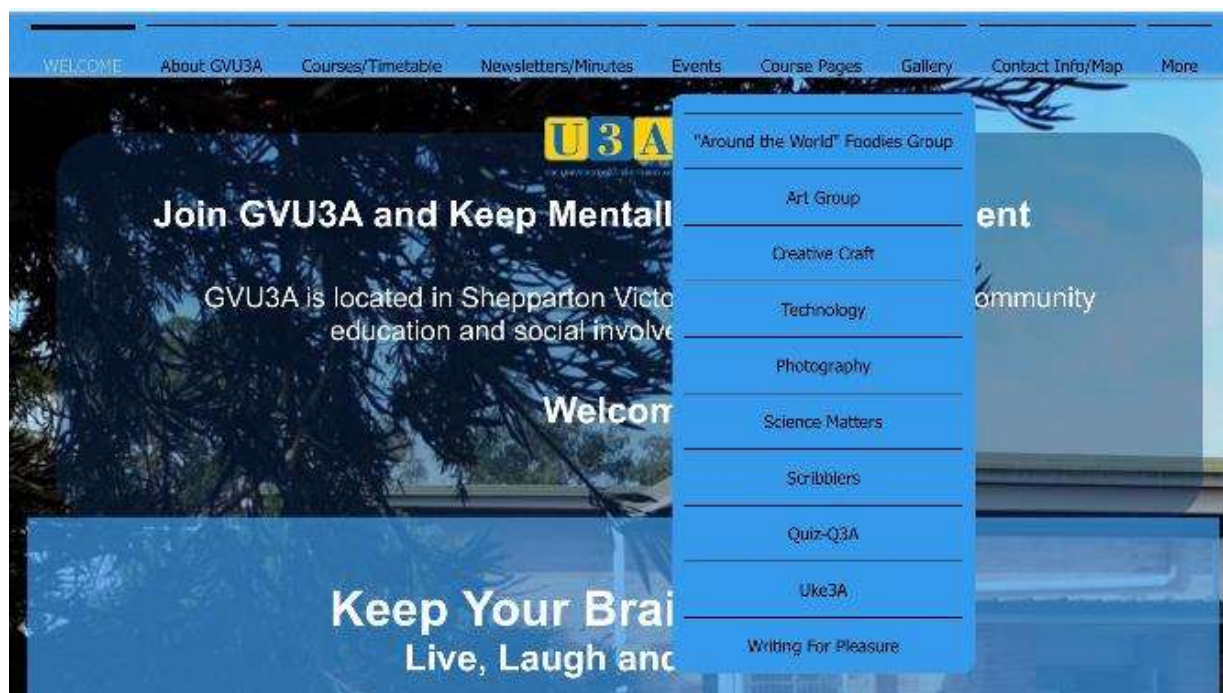 WELCOME About GVU3A Courses/Timetable Newsletters/Minutes Events Course Pages Gallery Contact Info/Map More
U3A
"Around the World" Foodies Group
Art Group
Join GVU3A and Keep Mentall ent
Creative Craft
GVU3A is located in Shepparton Victo ommunity
Technology
education and social involve
Photography
Welcom
Science Matters
Scribblers
Quiz-Q3A
Uke3A
Keep Your Brai
Writing For Pleasure
Live, Laugh and